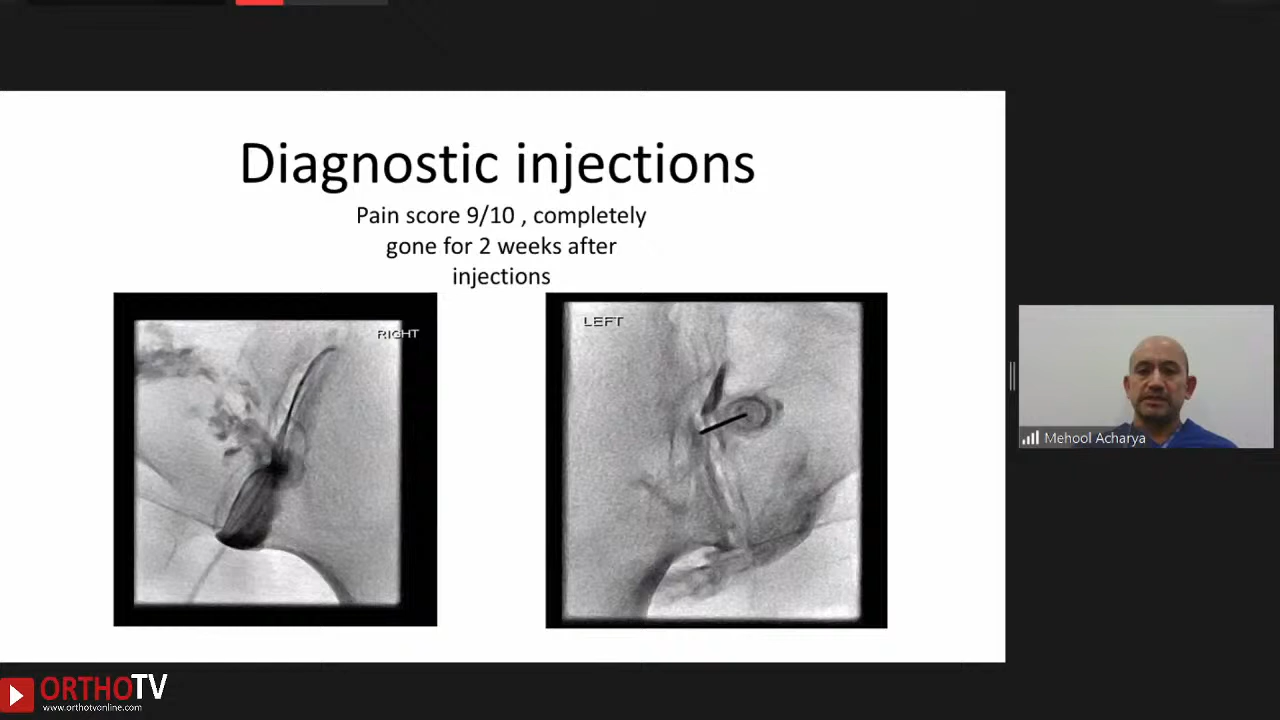 Diagnostic injections
Pain score 9/10 , completely
gone for 2 weeks after
injections
RIGHT
LEFT
Mehool Acharya
ORTHOTV
www.orthotvonline.com